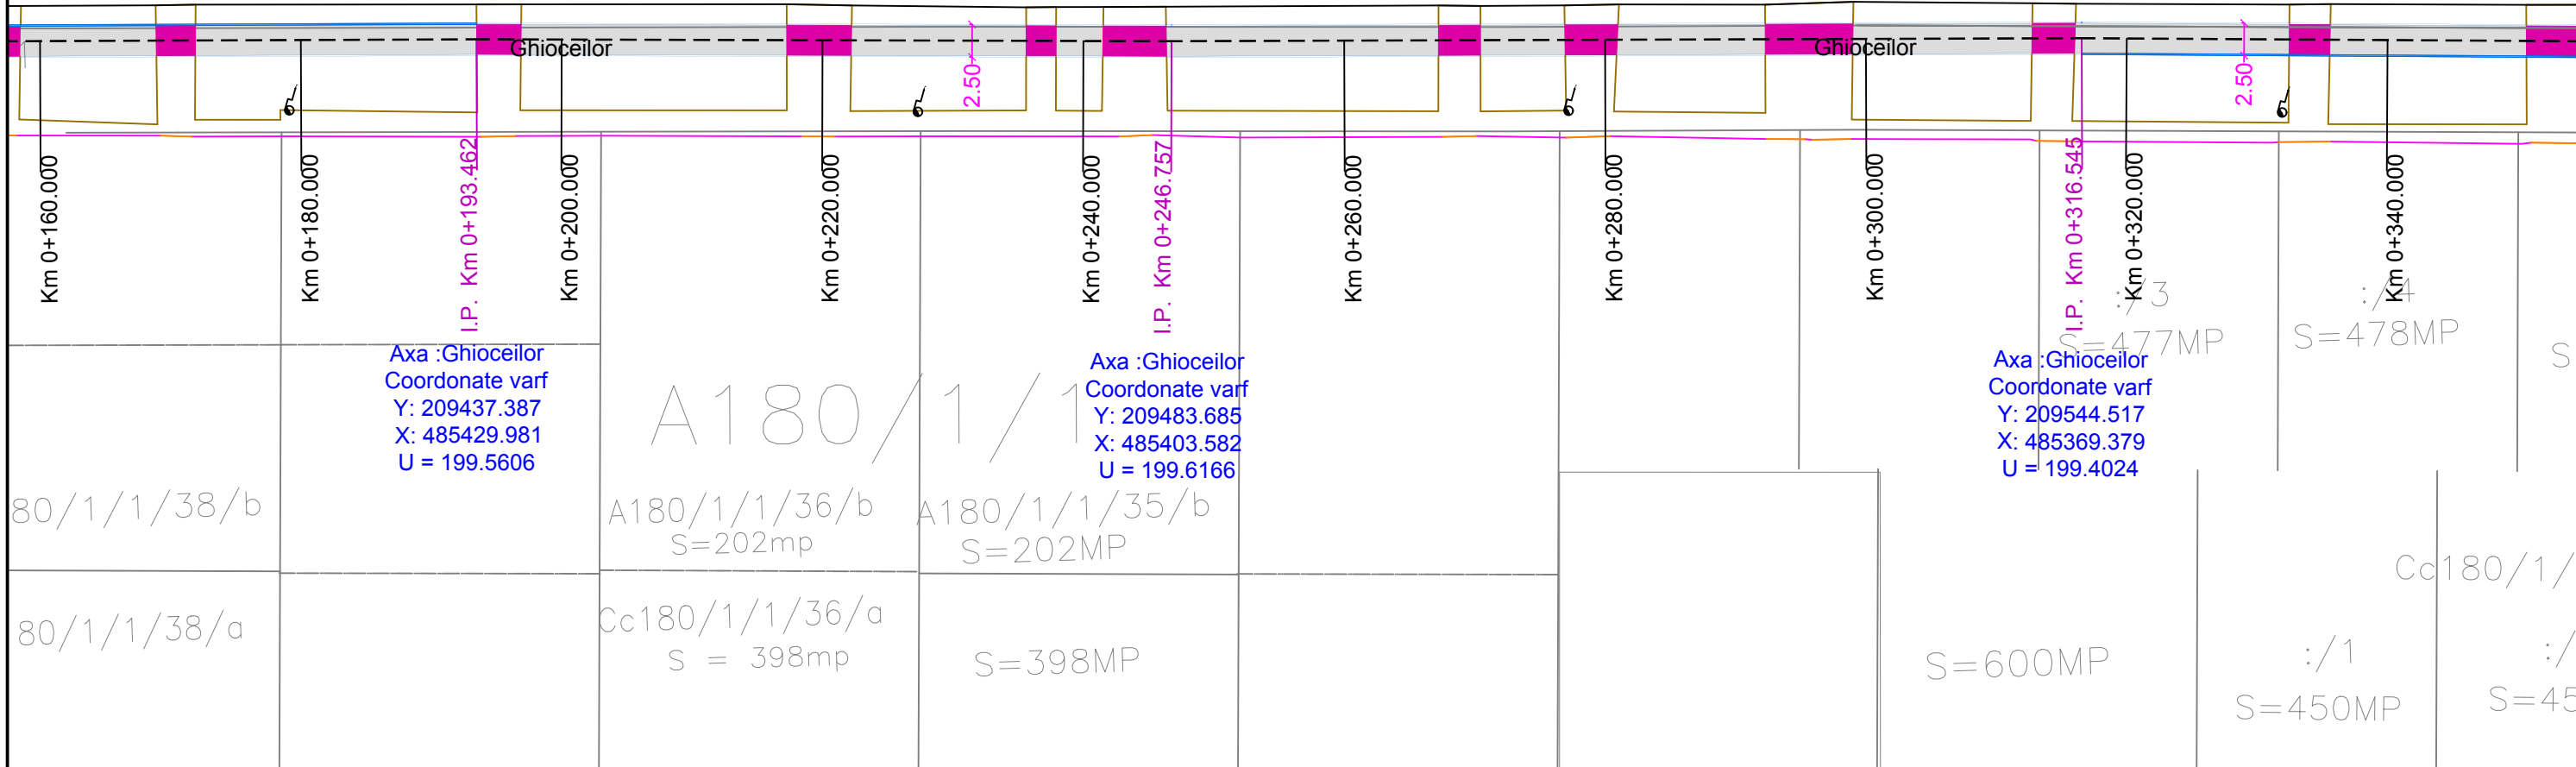 Ghioceilor
Ghioceilor
2.50
2.50
Km 0+160.000
Km 0+180.000
I.P. Km 0+193.462
Km 0+200.000
Km 0+220.000
Km 0+240.000
I.P. Km 0+246.757
Km 0+260.000
Km 0+280.000
Km 0+300.000
I.P. Km 0+316.545
Km 0+320.000
Km 0+340.000
:/3
S=477MP
:/4
S=478MP
S
Axa :Ghioceilor
Coordonate varf
Y: 209437.387
X: 485429.981
U = 199.5606
A180/1/1
Axa :Ghioceilor
Coordonate varf
Y: 209483.685
X: 485403.582
U = 199.6166
Axa :Ghioceilor
Coordonate varf
Y: 209544.517
X: 485369.379
U = 199.4024
80/1/1/38/b
A180/1/1/36/b
S=202mp
A180/1/1/35/b
S=202MP
Cc180/1/
80/1/1/38/a
Cc180/1/1/36/a
S = 398mp
S=398MP
S=600MP
:/1
S=450MP
:/
S=45